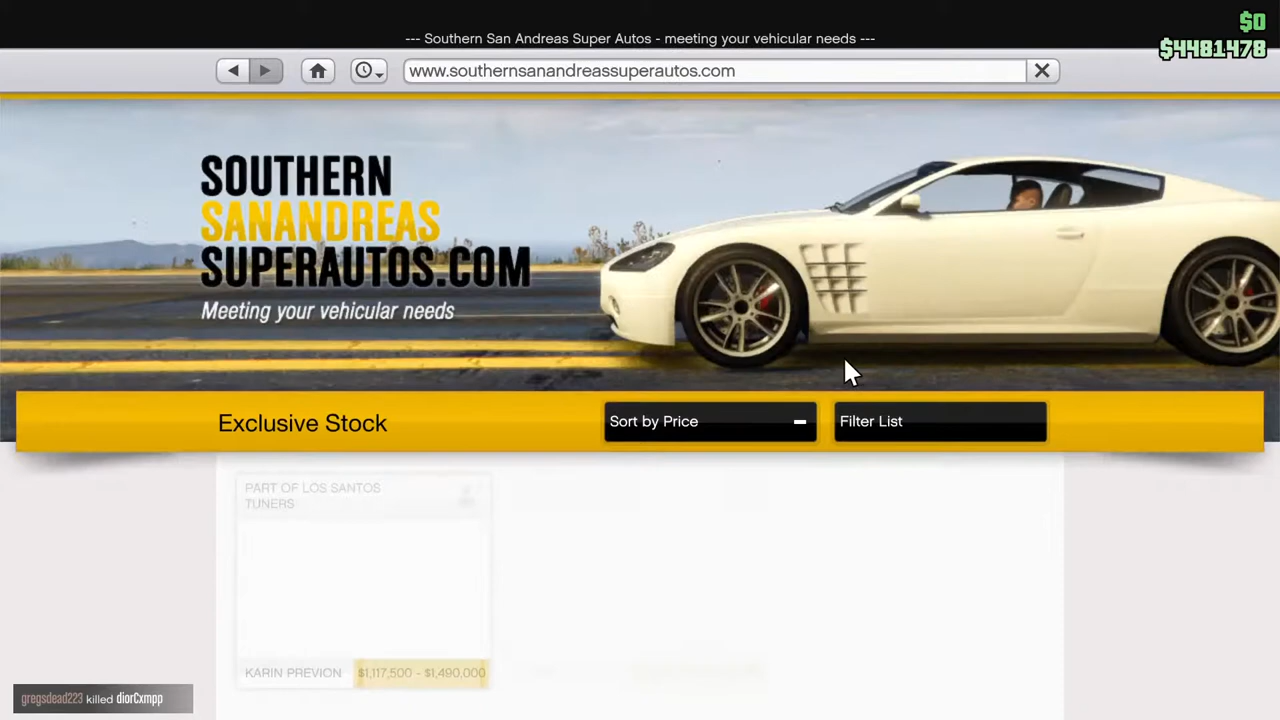 --- Southern San Andreas Super Autos - meeting your vehicular needs ---
$0
$4481478
www.southernsanandreassuperautos.com
SOUTHERN
SANANDREAS
SUPERAUTOS.COM
Meeting your vehicular needs
Exclusive Stock
Sort by Price
Filter List
PART OF LOS SANTOS
TUNERS
KARIN PREVION $1,117,500 - $1,490,000
gregsdead223 killed diorCxmpp